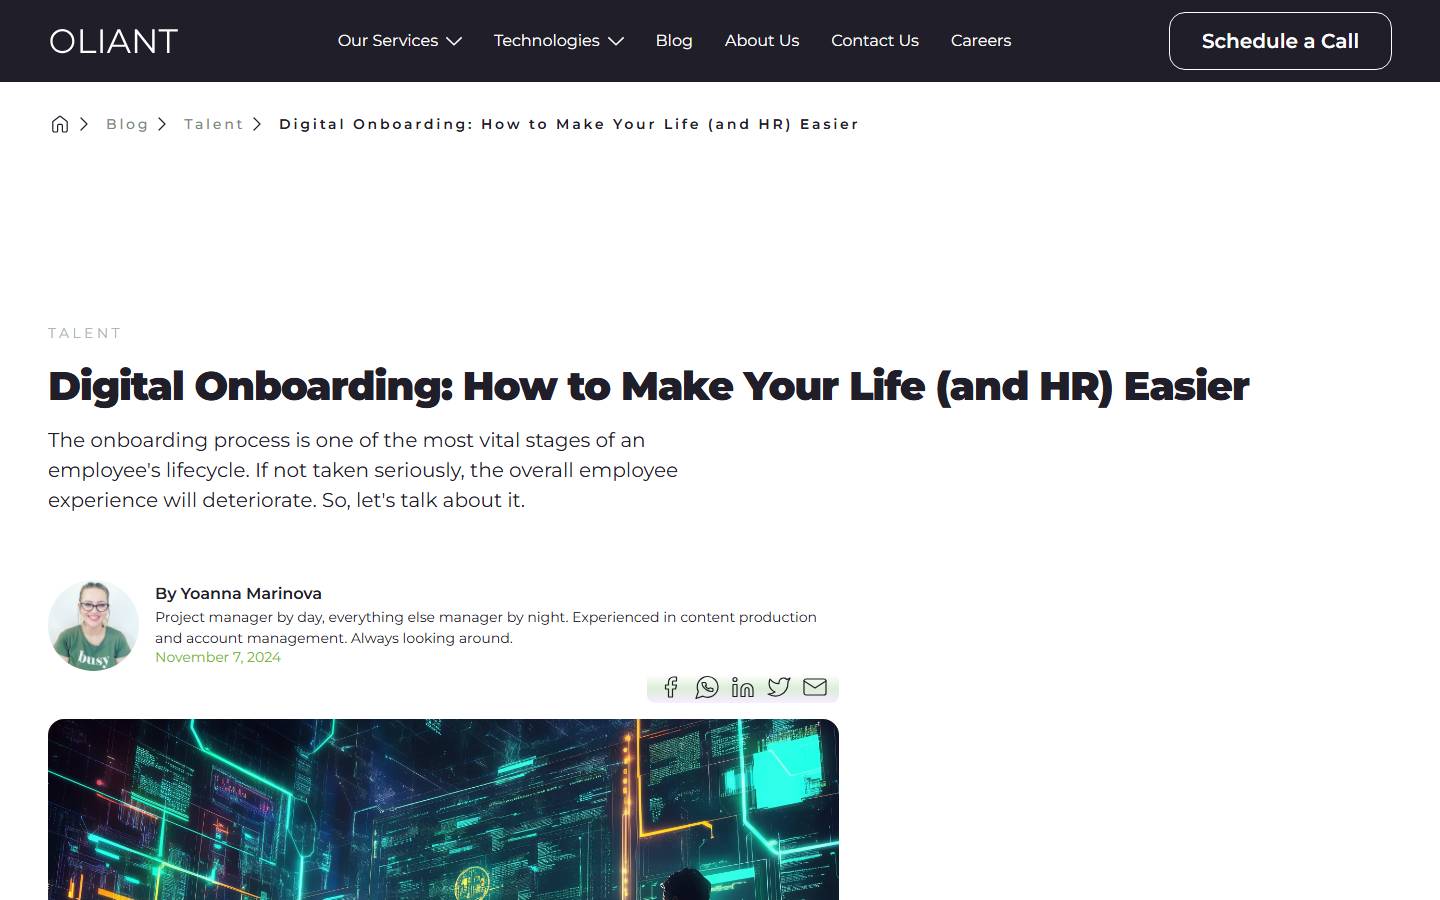 OLIANT
Our Services
Technologies
Blog
About Us
Contact Us
Careers
Schedule a Call
Blog
Talent
Digital Onboarding: How to Make Your Life (and HR) Easier
TALENT
Digital Onboarding: How to Make Your Life (and HR) Easier
The onboarding process is one of the most vital stages of an
employee's lifecycle. If not taken seriously, the overall employee
experience will deteriorate. So, let's talk about it.
By Yoanna Marinova
Project manager by day, everything else manager by night. Experienced in content production
and account management. Always looking around.
November 7, 2024
busy